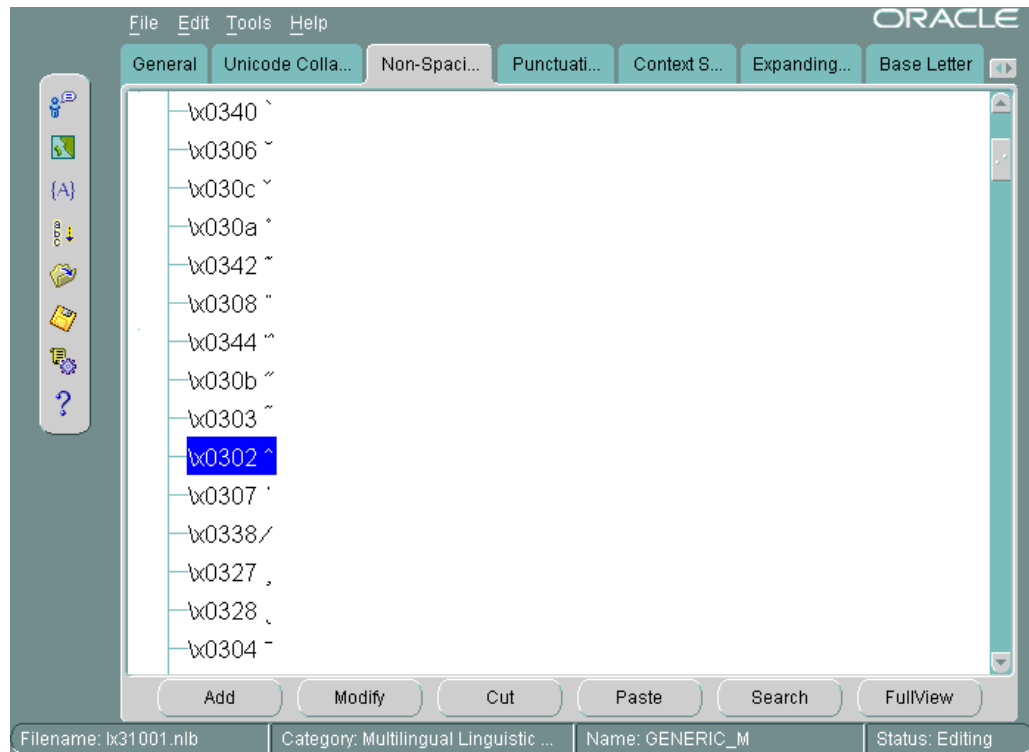 File Edit Tools Help ORACLE
General Unicode Colla... Non-Spaci... Punctuati... Context S... Expanding... Base Letter
{A}
a
b
c
?
\x0340 `
\x0306 ˘
\x030c ˇ
\x030a ˚
\x0342 ˜
\x0308 ¨
\x0344 ΅
\x030b ˝
\x0303 ˜
\x0302 ^
\x0307 ˙
\x0338 /
\x0327 ¸
\x0328 ˛
\x0304 ¯
Add Modify Cut Paste Search FullView
Filename: lx31001.nlb Category: Multilingual Linguistic ... Name: GENERIC_M Status: Editing